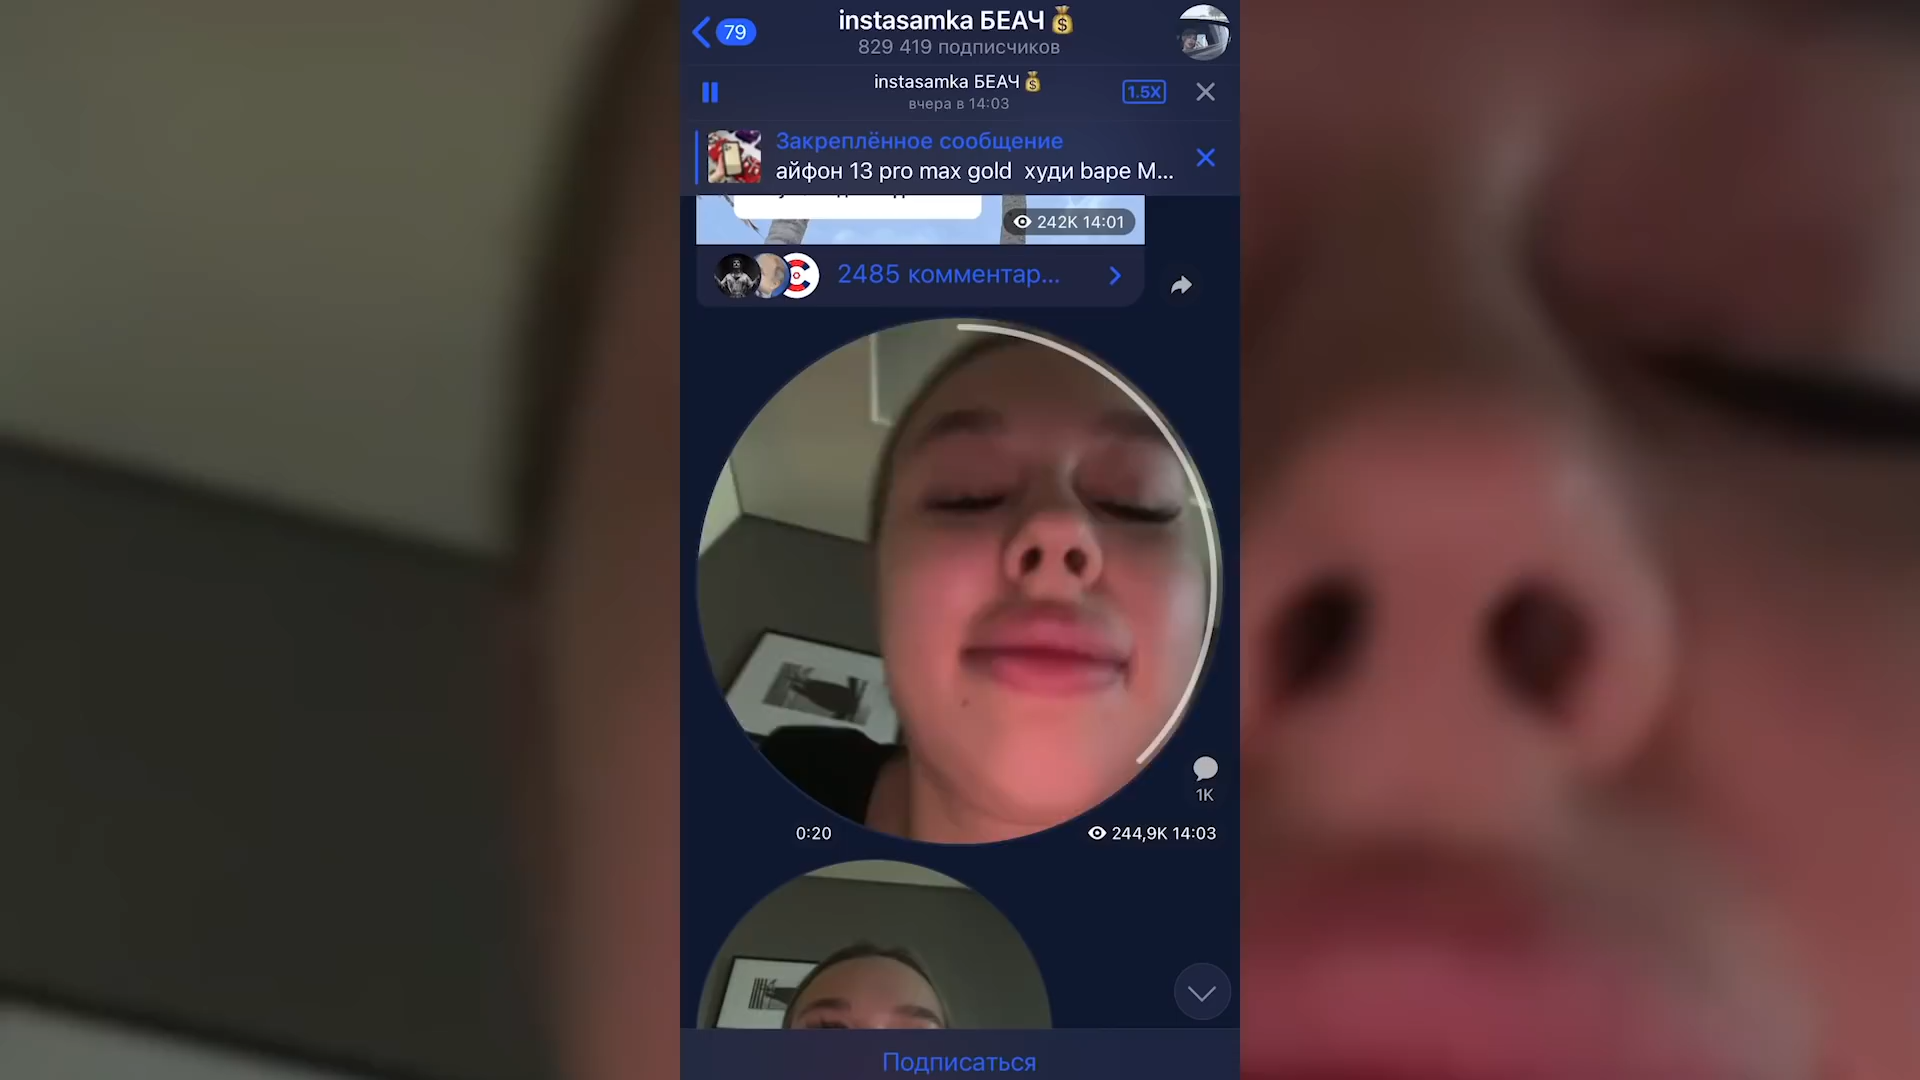 79
instasamka БЕАЧ💰
829 419 подписчиков
instasamka БЕАЧ💰
вчера в 14:03
1.5X
Закреплённое сообщение
айфон 13 pro max gold худи bape M...
242K 14:01
2485 комментар...
1K
0:20
244,9K 14:03
Подписаться